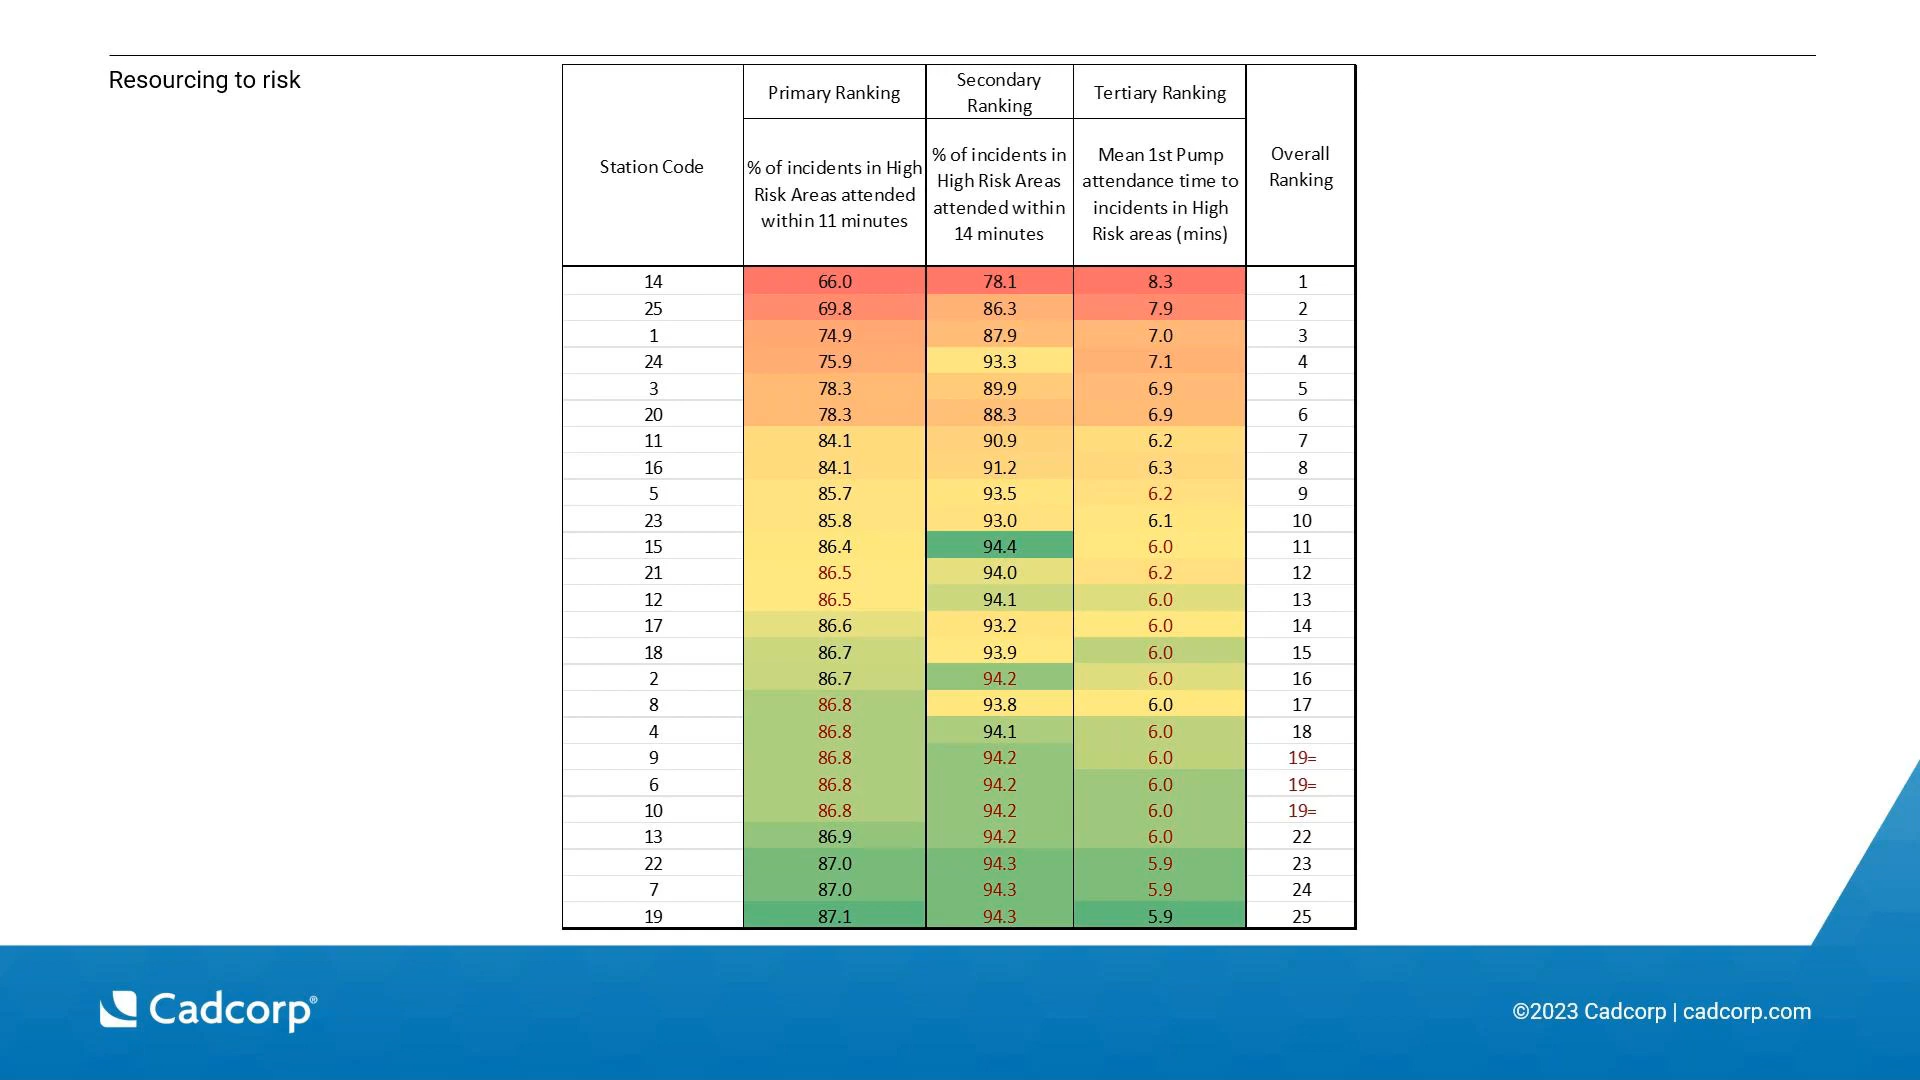 Resourcing to risk
Station Code
Primary Ranking
Secondary
Ranking
Tertiary Ranking
Overall
Ranking
% of incidents in High
Risk Areas attended
within 11 minutes
% of incidents in
High Risk Areas
attended within
14 minutes
Mean 1st Pump
attendance time to
incidents in High
Risk areas (mins)
14 66.0 78.1 8.3 1
25 69.8 86.3 7.9 2
1 74.9 87.9 7.0 3
24 75.9 93.3 7.1 4
3 78.3 89.9 6.9 5
20 78.3 88.3 6.9 6
11 84.1 90.9 6.2 7
16 84.1 91.2 6.3 8
5 85.7 93.5 6.2 9
23 85.8 93.0 6.1 10
15 86.4 94.4 6.0 11
21 86.5 94.0 6.2 12
12 86.5 94.1 6.0 13
17 86.6 93.2 6.0 14
18 86.7 93.9 6.0 15
2 86.7 94.2 6.0 16
8 86.8 93.8 6.0 17
4 86.8 94.1 6.0 18
9 86.8 94.2 6.0 19=
6 86.8 94.2 6.0 19=
10 86.8 94.2 6.0 19=
13 86.9 94.2 6.0 22
22 87.0 94.3 5.9 23
7 87.0 94.3 5.9 24
19 87.1 94.3 5.9 25
Cadcorp®
©2023 Cadcorp | cadcorp.com